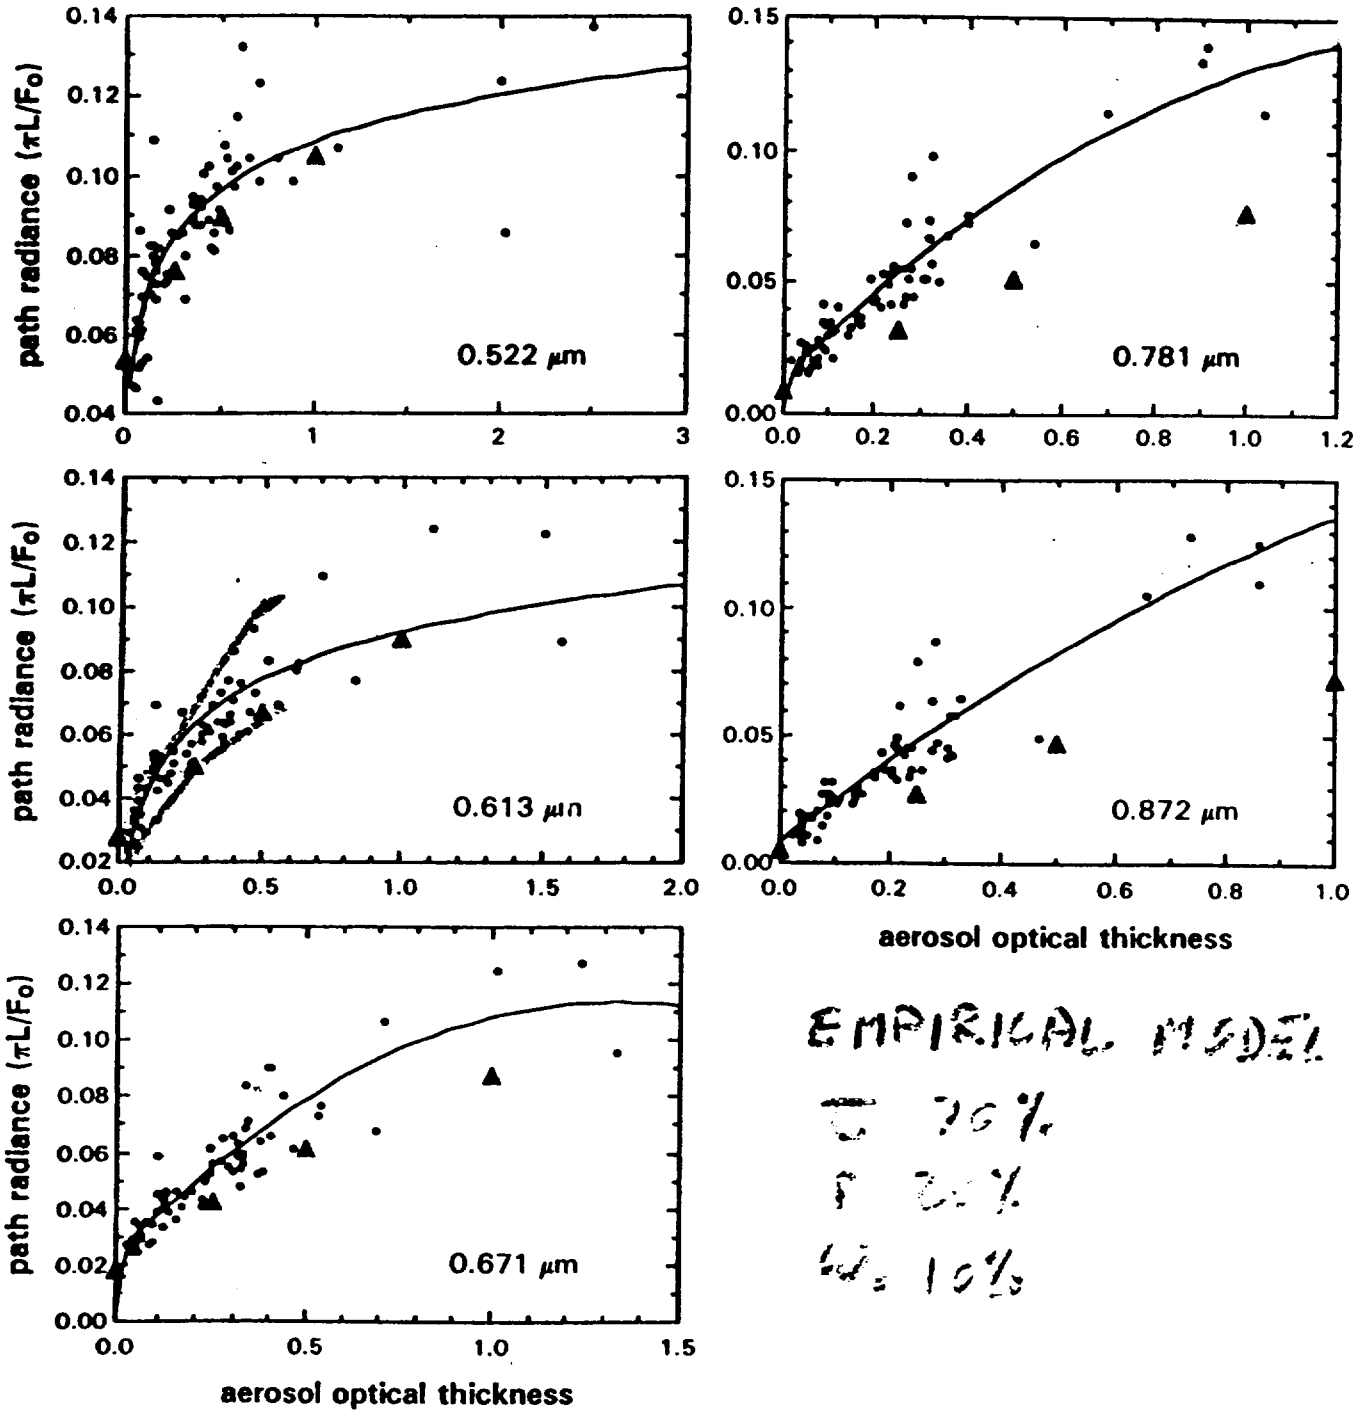 0.14
0.12
0.10
0.08
0.06
0.04
path radiance (πL/F₀)
0.522 μm
0 1 2 3
0.15
0.10
0.05
0.00
0.781 μm
0.0 0.2 0.4 0.6 0.8 1.0 1.2
0.14
0.12
0.10
0.08
0.06
0.04
0.02
path radiance (πL/F₀)
0.613 μm
0.0 0.5 1.0 1.5 2.0
0.15
0.10
0.05
0.00
0.872 μm
0.0 0.2 0.4 0.6 0.8 1.0
aerosol optical thickness
0.14
0.12
0.10
0.08
0.06
0.04
0.02
0.00
path radiance (πL/F₀)
0.671 μm
0.0 0.5 1.0 1.5
aerosol optical thickness
EMPIRICAL MODEL
20%
10%